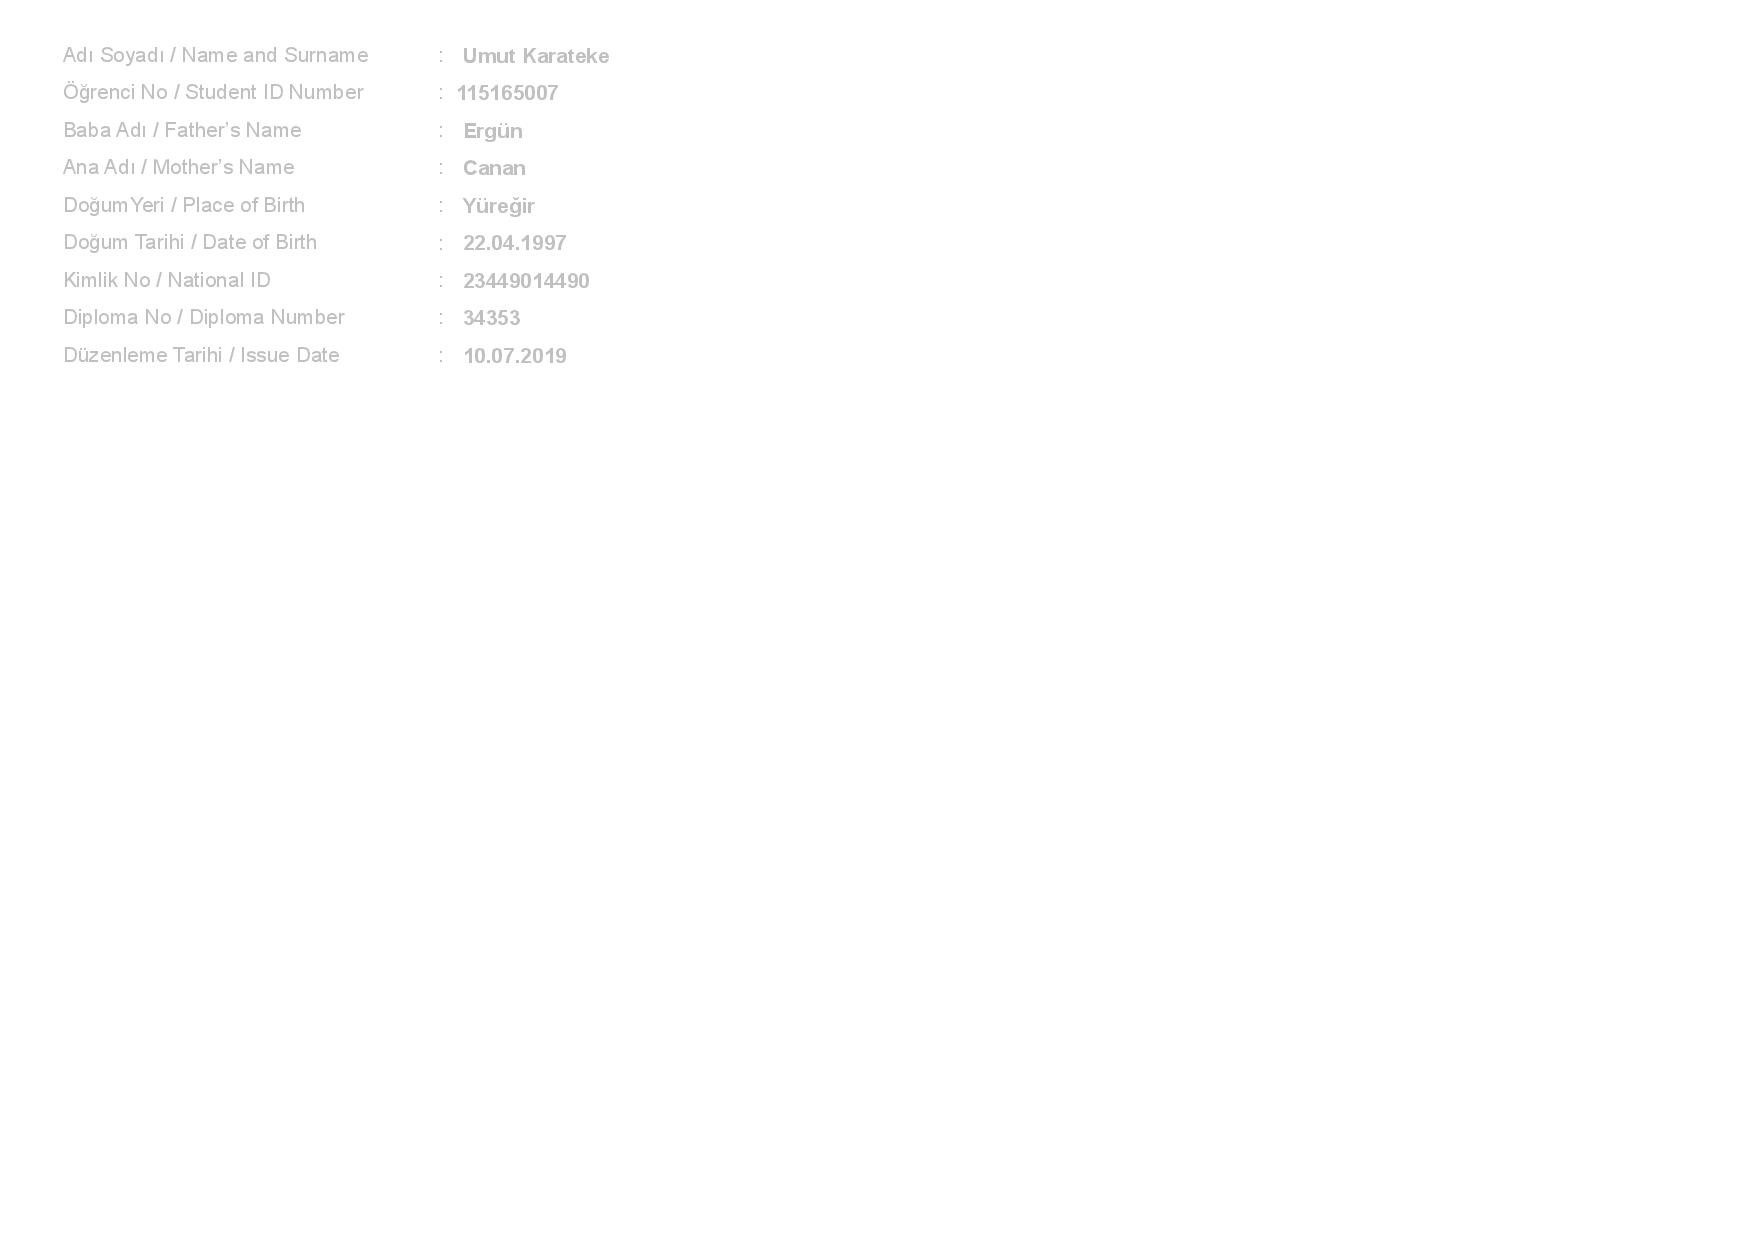 Adı Soyadı / Name and Surname : Umut Karateke
Öğrenci No / Student ID Number : 115165007
Baba Adı / Father’s Name : Ergün
Ana Adı / Mother’s Name : Canan
DoğumYeri / Place of Birth : Yüreğir
Doğum Tarihi / Date of Birth : 22.04.1997
Kimlik No / National ID : 23449014490
Diploma No / Diploma Number : 34353
Düzenleme Tarihi / Issue Date : 10.07.2019